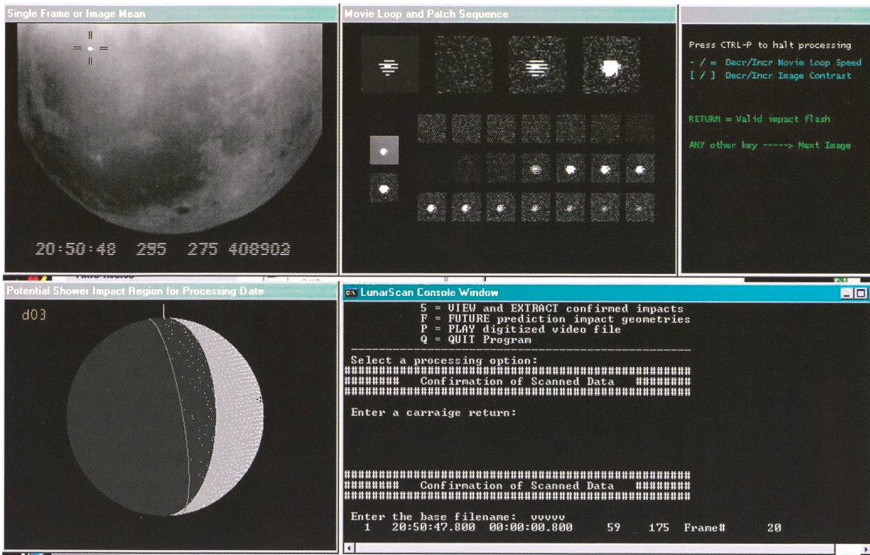 Single Frame or Image Mean
20:50:48 295 275 408902
Movie Loop and Patch Sequence
Press CTRL-P to halt processing
- / = Decr/Incr Movie Loop Speed
[ / ] Decr/Incr Image Contrast
RETURN = Valid impact flash
ANY other key -----> Next Image
Potential Shower Impact Region for Processing Date
d03
LunarScan Console Window
S = VIEW and EXTRACT confirmed impacts
F = FUTURE prediction impact geometries
P = PLAY digitized video file
Q = QUIT Program
Select a processing option:
######## Confirmation of Scanned Data ########
Enter a carraige return:
######## Confirmation of Scanned Data ########
Enter the base filename: vvvvv
1 20:50:47.800 00:00:00.800 59 175 Frame# 20